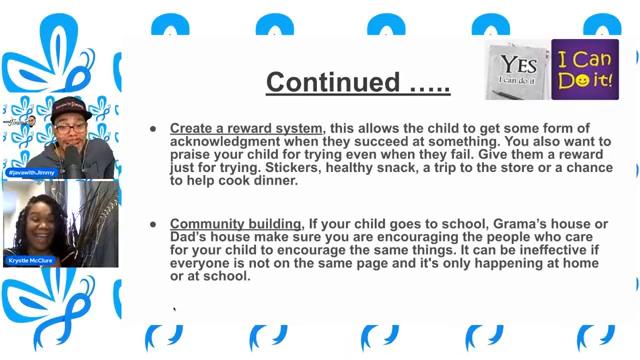 Continued …..
YES
I can do it
I Can
Do it!
● Create a reward system, this allows the child to get some form of
acknowledgment when they succeed at something. You also want to
praise your child for trying even when they fail. Give them a reward
just for trying. Stickers, healthy snack, a trip to the store or a chance
to help cook dinner.
● Community building, If your child goes to school, Grama's house or
Dad's house make sure you are encouraging the people who care
for your child to encourage the same things. It can be ineffective if
everyone is not on the same page and it's only happening at home
or at school.
#javawithJimmy
Krystle McClure